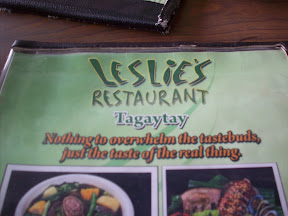 LESLIE'S
RESTAURANT
Tagaytay
Nothing to overwhelm the tastebuds,
just the taste of the real thing.